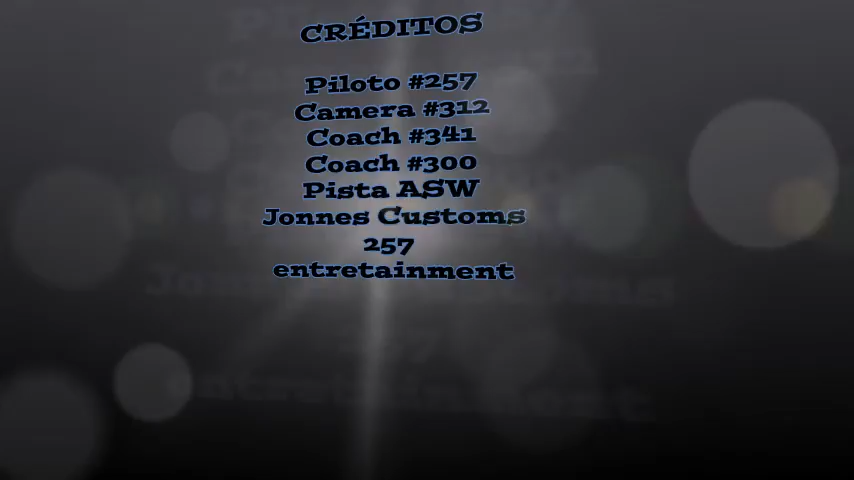 CRÉDITOS
Piloto #257
Camera #312
Coach #341
Coach #300
Pista ASW
Jonnes Customs
257
entretainment